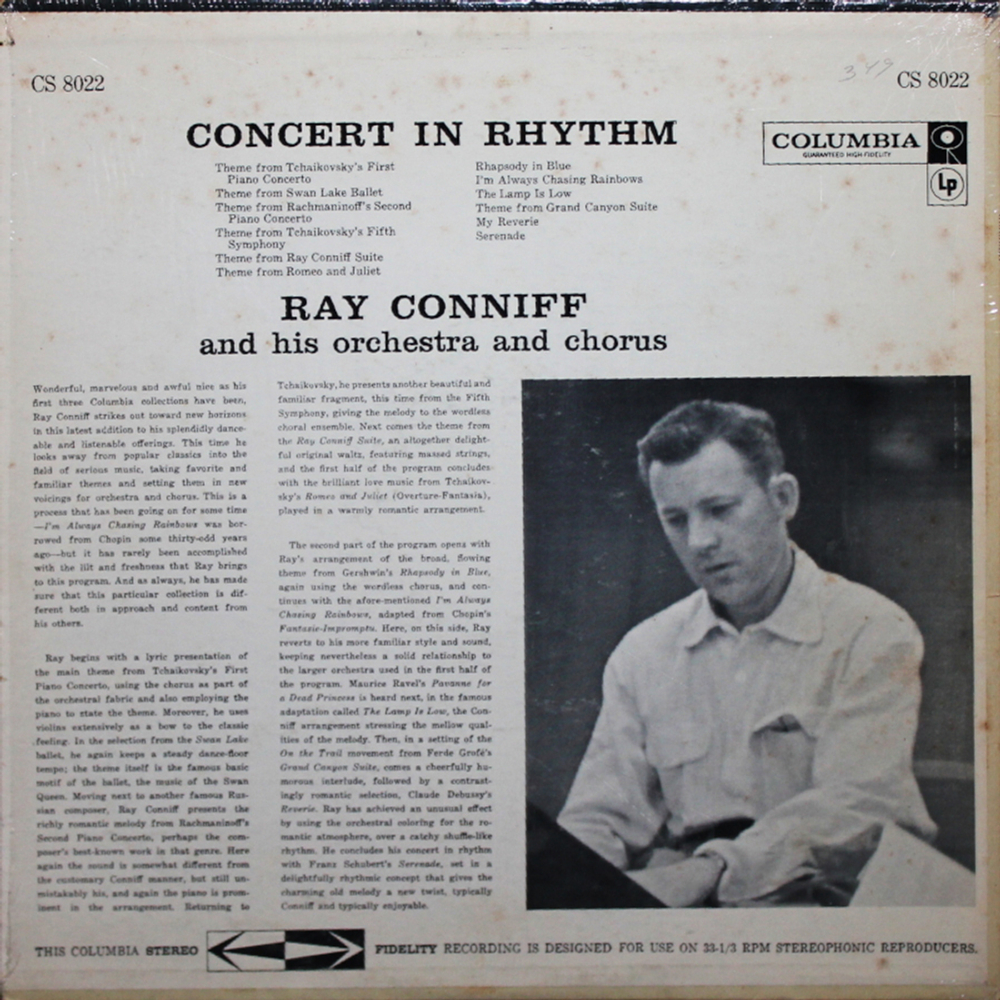 CS 8022
349
CS 8022
CONCERT IN RHYTHM
COLUMBIA
GUARANTEED HIGH-FIDELITY
Lp
Theme from Tchaikovsky's First
Piano Concerto
Theme from Swan Lake Ballet
Theme from Rachmaninoff's Second
Piano Concerto
Theme from Tchaikovsky's Fifth
Symphony
Theme from Ray Conniff Suite
Theme from Romeo and Juliet
Rhapsody in Blue
I'm Always Chasing Rainbows
The Lamp Is Low
Theme from Grand Canyon Suite
My Reverie
Serenade
RAY CONNIFF
and his orchestra and chorus
Wonderful, marvelous and awful nice as his
first three Columbia collections have been,
Ray Conniff strikes out toward new horizons
in this latest addition to his splendidly dance-
able and listenable offerings. This time he
looks away from popular classics into the
field of serious music, taking favorite and
familiar themes and setting them in new
voicings for orchestra and chorus. This is a
process that has been going on for some time
—I'm Always Chasing Rainbows was bor-
rowed from Chopin some thirty-odd years
ago—but it has rarely been accomplished
with the lilt and freshness that Ray brings
to this program. And as always, he has made
sure that this particular collection is dif-
ferent both in approach and content from
his others.
Ray begins with a lyric presentation of
the main theme from Tchaikovsky's First
Piano Concerto, using the chorus as part of
the orchestral fabric and also employing the
piano to state the theme. Moreover, he uses
violins extensively as a bow to the classic
feeling. In the selection from the Swan Lake
ballet, he again keeps a steady dance-floor
tempo; the theme itself is the famous basic
motif of the ballet, the music of the Swan
Queen. Moving next to another famous Rus-
sian composer, Ray Conniff presents the
richly romantic melody from Rachmaninoff's
Second Piano Concerto, perhaps the com-
poser's best-known work in that genre. Here
again the sound is somewhat different from
the customary Conniff manner, but still un-
mistakably his, and again the piano is prom-
inent in the arrangement. Returning to
Tchaikovsky, he presents another beautiful and
familiar fragment, this time from the Fifth
Symphony, giving the melody to the wordless
choral ensemble. Next comes the theme from
the Ray Conniff Suite, an altogether delight-
ful original waltz, featuring massed strings,
and the first half of the program concludes
with the brilliant love music from Tchaikov-
sky's Romeo and Juliet (Overture-Fantasia),
played in a warmly romantic arrangement.
The second part of the program opens with
Ray's arrangement of the broad, flowing
theme from Gershwin's Rhapsody in Blue,
again using the wordless chorus, and con-
tinues with the afore-mentioned I'm Always
Chasing Rainbows, adapted from Chopin's
Fantasie-Impromptu. Here, on this side, Ray
reverts to his more familiar style and sound,
keeping nevertheless a solid relationship to
the larger orchestra used in the first half of
the program. Maurice Ravel's Pavanne for
a Dead Princess is heard next, in the famous
adaptation called The Lamp Is Low, the Con-
niff arrangement stressing the mellow qual-
ities of the melody. Then, in a setting of the
On the Trail movement from Ferde Grofé's
Grand Canyon Suite, comes a cheerfully hu-
morous interlude, followed by a contrast-
ingly romantic selection, Claude Debussy's
Reverie. Ray has achieved an unusual effect
by using the orchestral coloring for the ro-
mantic atmosphere, over a catchy shuffle-like
rhythm. He concludes his concert in rhythm
with Franz Schubert's Serenade, set in a
delightfully rhythmic concept that gives the
charming old melody a new twist, typically
Conniff and typically enjoyable.
THIS COLUMBIA STEREO FIDELITY RECORDING IS DESIGNED FOR USE ON 33-1/3 RPM STEREOPHONIC REPRODUCERS.